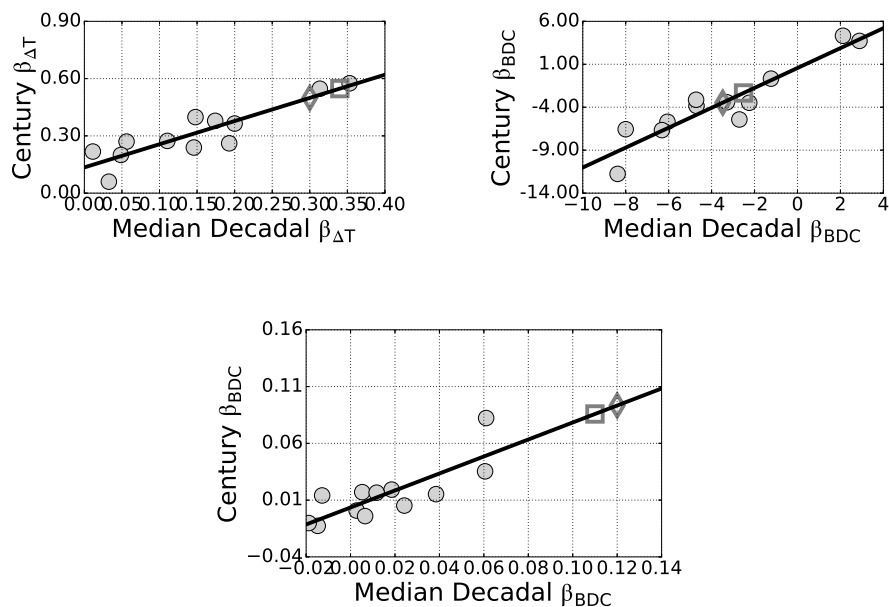 0.90
0.60
0.30
0.00
Century β_ΔT
0.00 0.05 0.10 0.15 0.20 0.25 0.30 0.35 0.40
Median Decadal β_ΔT
6.00
1.00
−4.00
−9.00
-14.00
Century β_BDC
−10 −8 −6 −4 −2 0 2 4
Median Decadal β_BDC
0.16
0.11
0.06
0.01
−0.04
Century β_BDC
−0.02 0.00 0.02 0.04 0.06 0.08 0.10 0.12 0.14
Median Decadal β_BDC